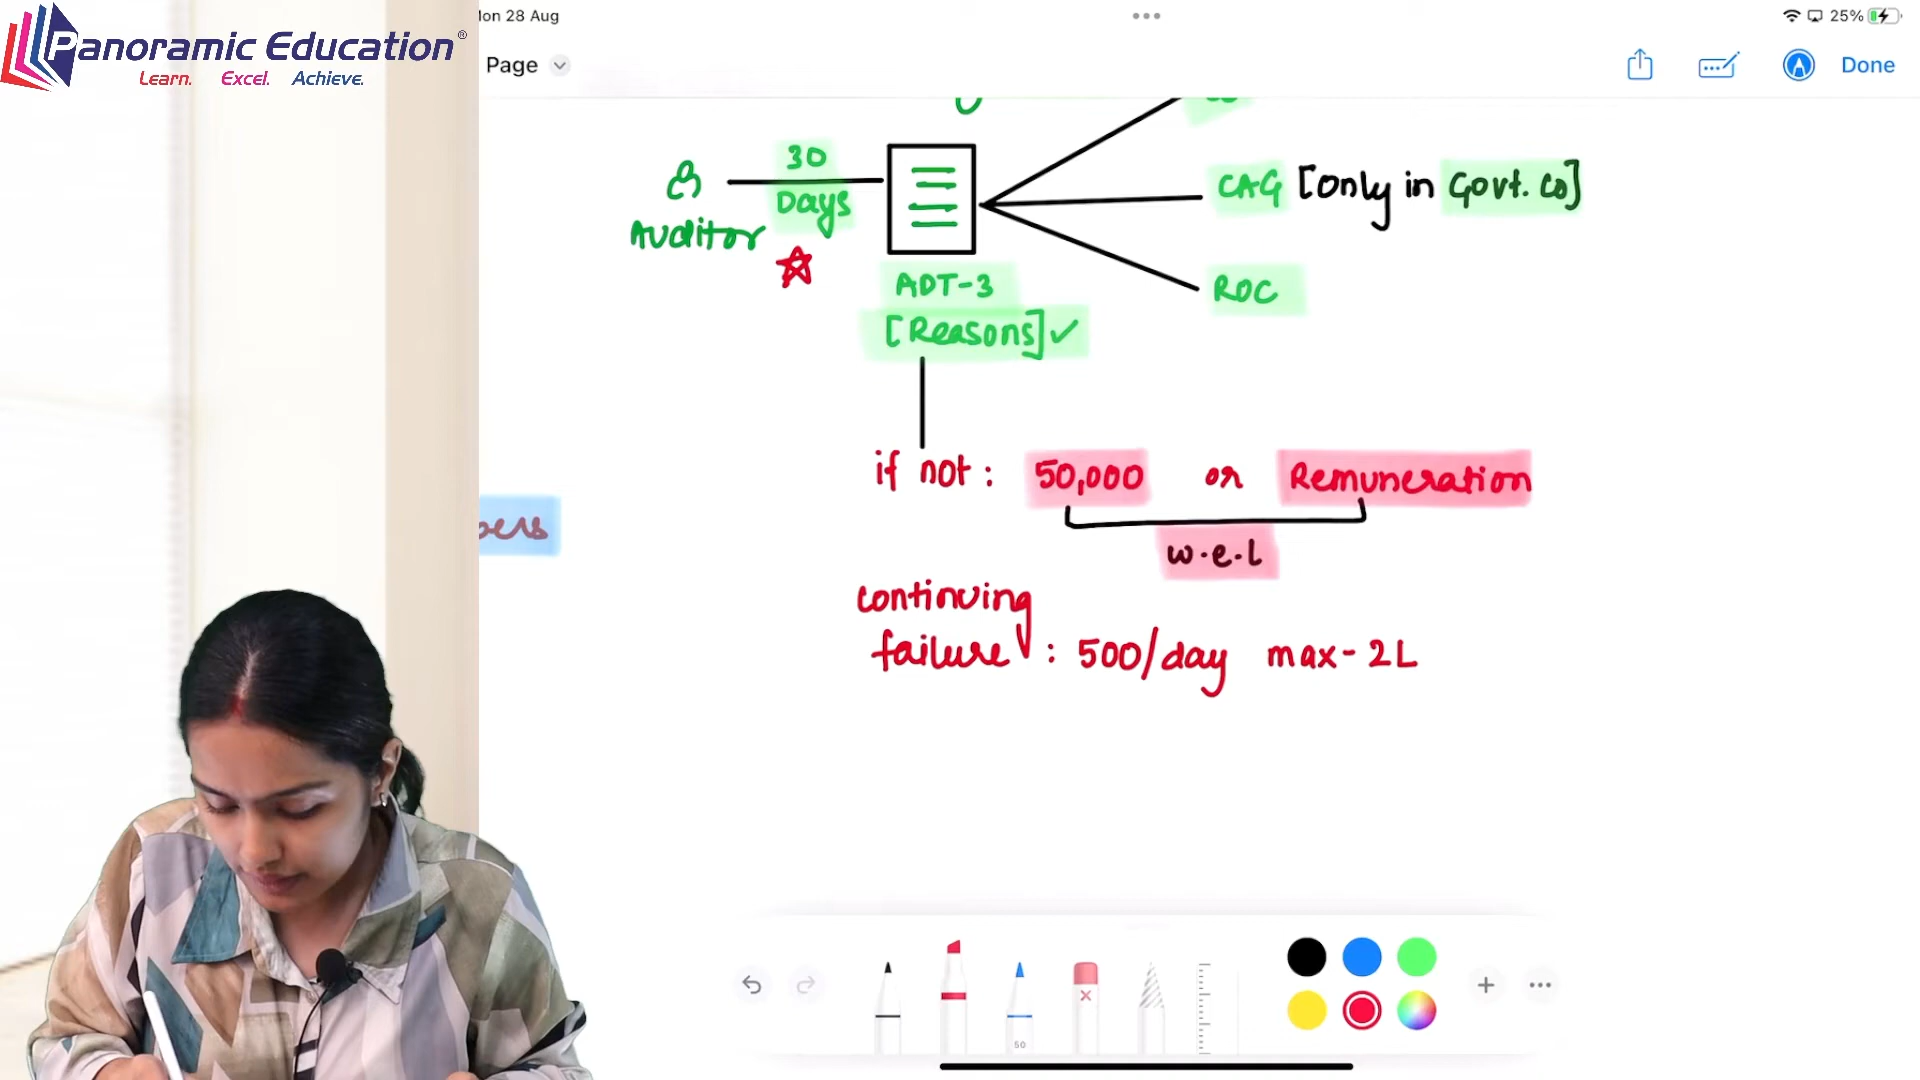 Panoramic Education®
Learn. Excel. Achieve.
Mon 28 Aug
25%
Page
Done
30
Days
Auditor
CAG [only in Govt. Co]
ROC
ADT-3
[Reasons] ✓
if not: 50,000 or Remuneration
w.e.l
continuing
failure : 500/day max- 2L
50